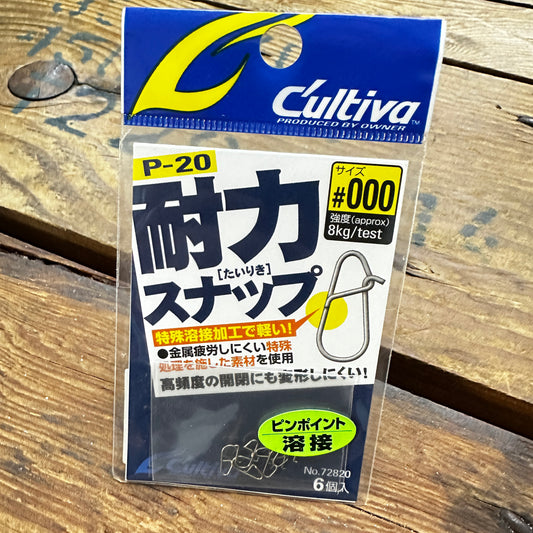 C'ultiva™
PRODUCED BY OWNER
P-20
サイズ
#000
強度(approx)
8kg/test
耐力
[たいりき]
スナップ
特殊溶接加工で軽い!
●金属疲労しにくい特殊
処理を施した素材を使用
高頻度の開閉にも変形しにくい!
ピンポイント
溶接
Cultiva
No.72820
6個入